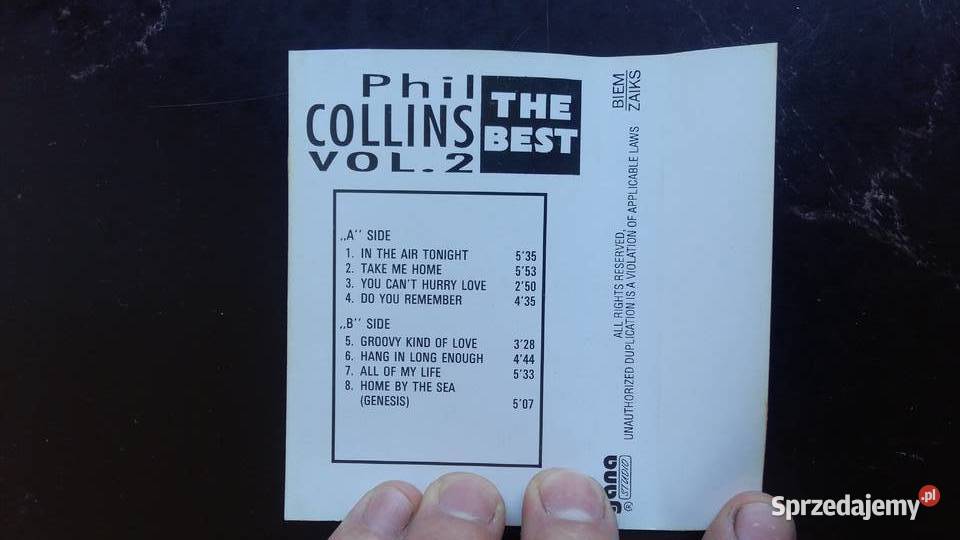 Phil
COLLINS
VOL.2
THE
BEST
„A'' SIDE
1. IN THE AIR TONIGHT 5'35
2. TAKE ME HOME 5'53
3. YOU CAN'T HURRY LOVE 2'50
4. DO YOU REMEMBER 4'35
„B'' SIDE
5. GROOVY KIND OF LOVE 3'28
6. HANG IN LONG ENOUGH 4'44
7. ALL OF MY LIFE 5'33
8. HOME BY THE SEA
(GENESIS) 5'07
BIEM
ZAIKS
ALL RIGHTS RESERVED,
UNAUTHORIZED DUPLICATION IS A VIOLATION OF APPLICABLE LAWS
® STUDIO
Sprzedajemy.pl